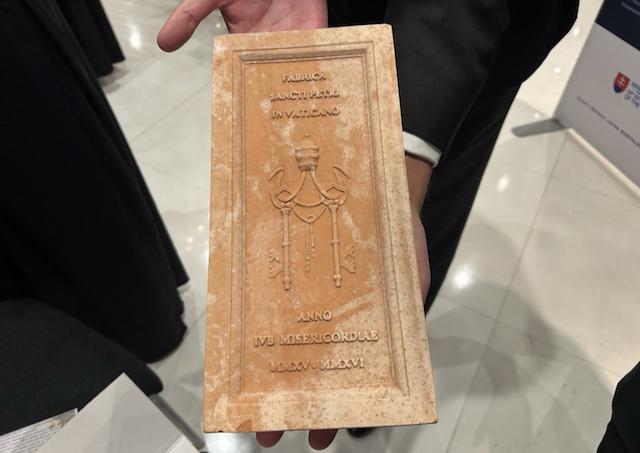 FABRICA
SANCTI PETRI
IN VATICANO
ANNO
IVB MISERICORDIAE
MMXV · MMXVI